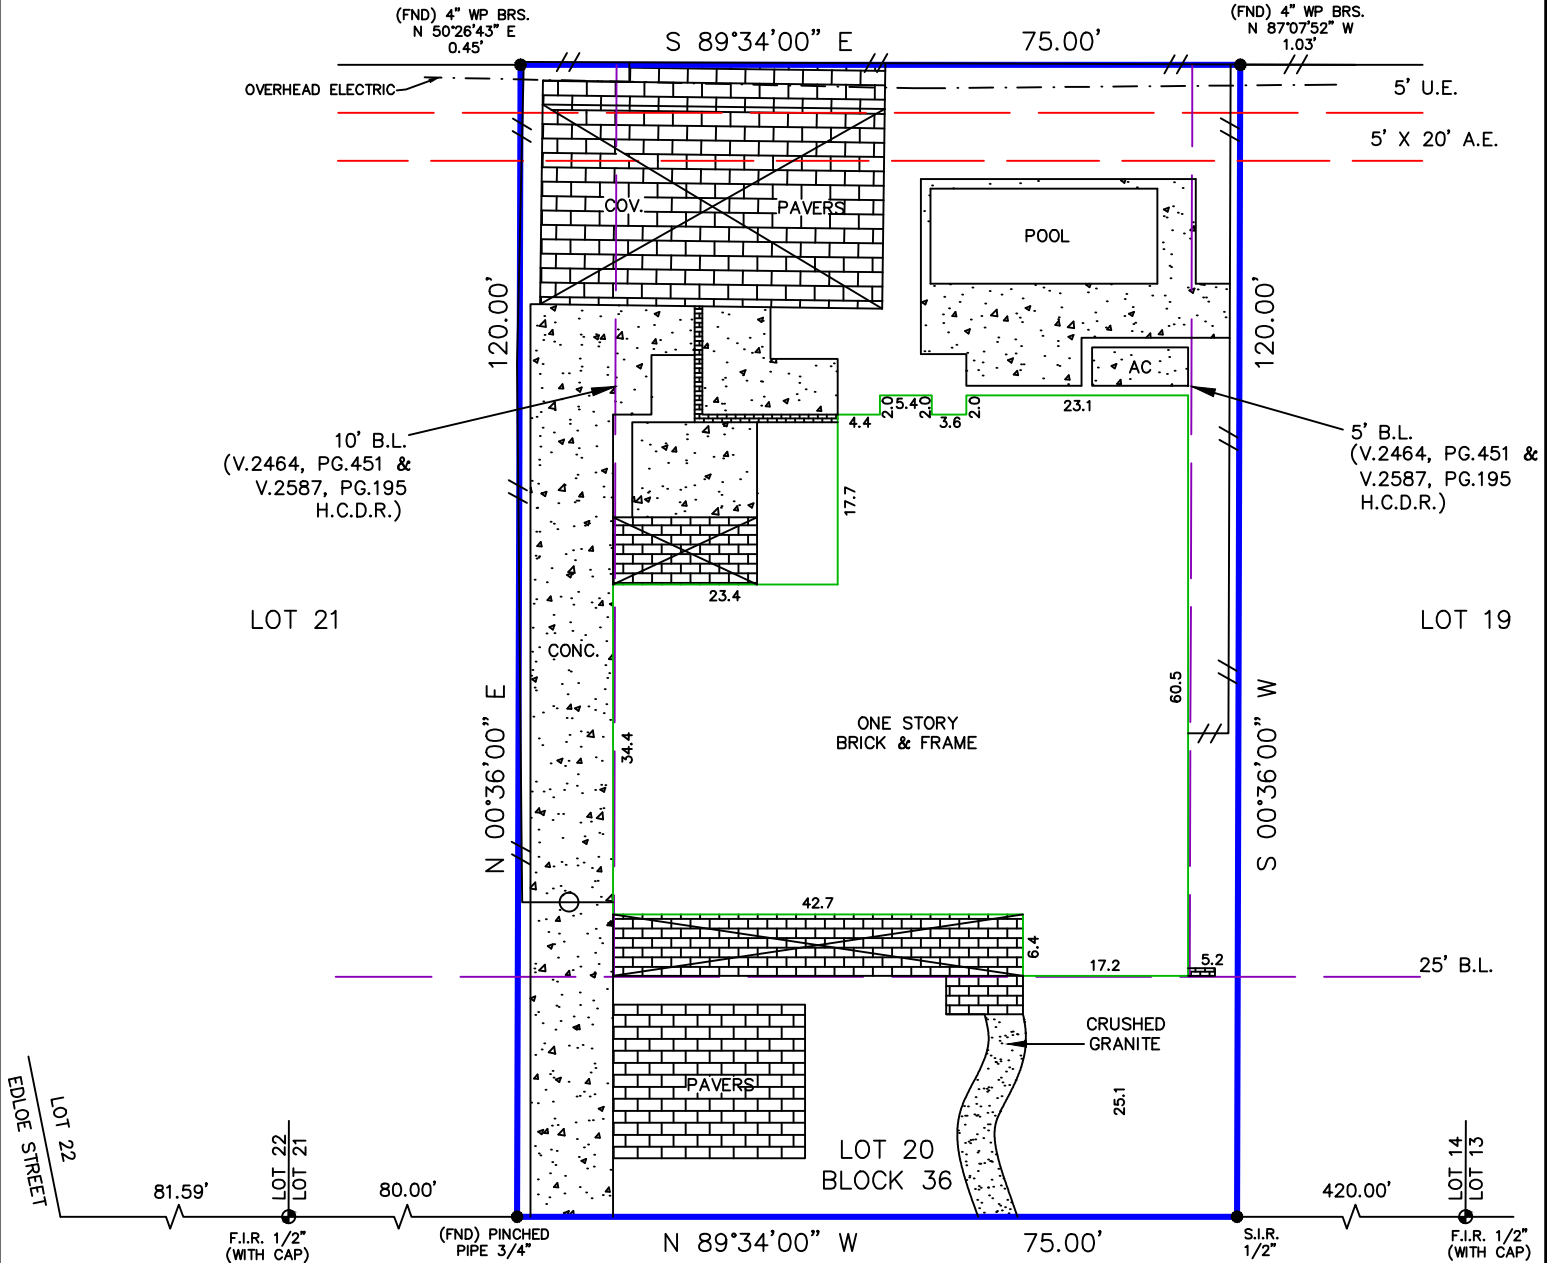 (FND) 4" WP BRS.
N 50°26'43" E
0.45'
(FND) 4" WP BRS.
N 87°07'52" W
1.03'
S 89°34'00" E
75.00'
OVERHEAD ELECTRIC
5' U.E.
5' X 20' A.E.
COV.
PAVERS
POOL
120.00'
120.00'
AC
2.0
5.4
2.0
2.0
23.1
4.4
3.6
10' B.L.
(V.2464, PG.451 &
V.2587, PG.195
H.C.D.R.)
5' B.L.
(V.2464, PG.451 &
V.2587, PG.195
H.C.D.R.)
17.7
23.4
LOT 21
LOT 19
CONC.
N 00°36'00" E
34.4
ONE STORY
BRICK & FRAME
60.5
S 00°36'00" W
42.7
6.4
17.2
5.2
25' B.L.
CRUSHED
GRANITE
PAVERS
25.1
LOT 20
BLOCK 36
LOT 22
EDLOE STREET
81.59'
LOT 22
LOT 21
80.00'
420.00'
LOT 14
LOT 13
F.I.R. 1/2"
(WITH CAP)
(FND) PINCHED
PIPE 3/4"
N 89°34'00" W
75.00'
S.I.R.
1/2"
F.I.R. 1/2"
(WITH CAP)